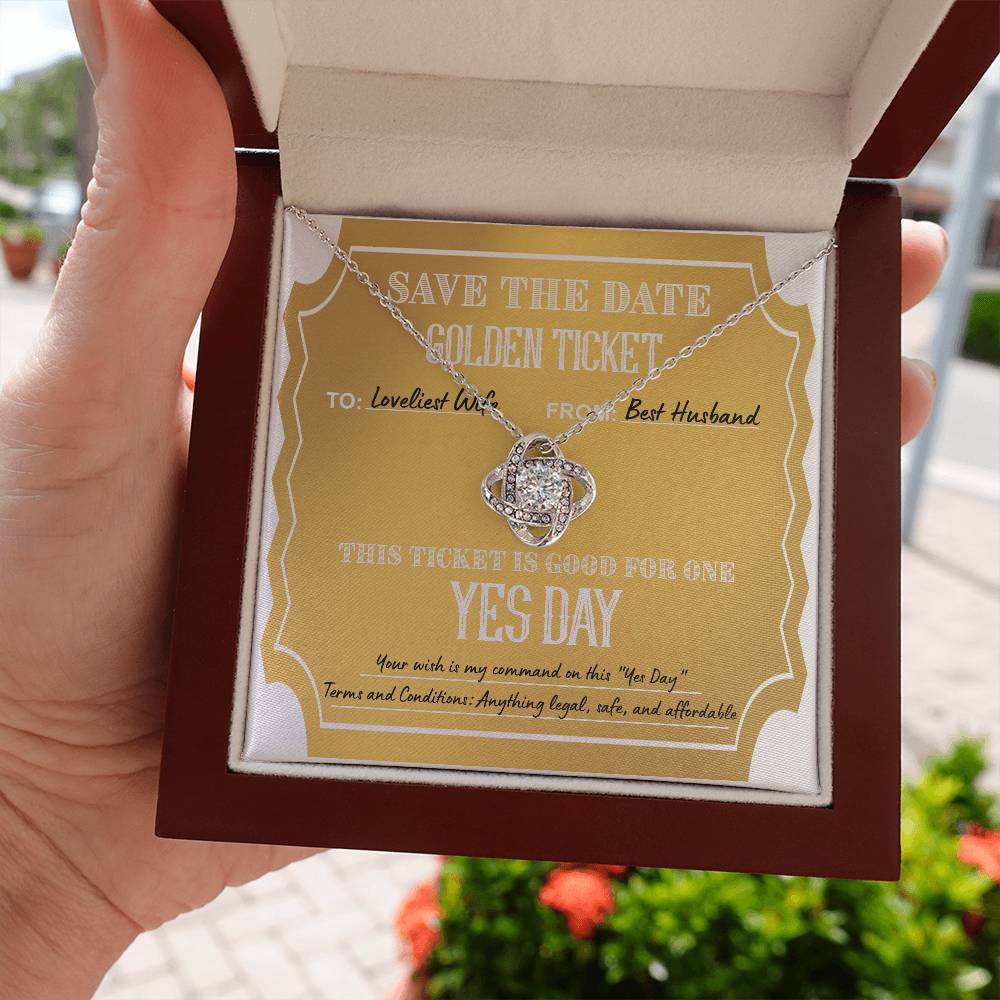 SAVE THE DATE
GOLDEN TICKET
TO: Loveliest Wife FROM: Best Husband
THIS TICKET IS GOOD FOR ONE
YES DAY
Your wish is my command on this "Yes Day"
Terms and Conditions: Anything legal, safe, and affordable